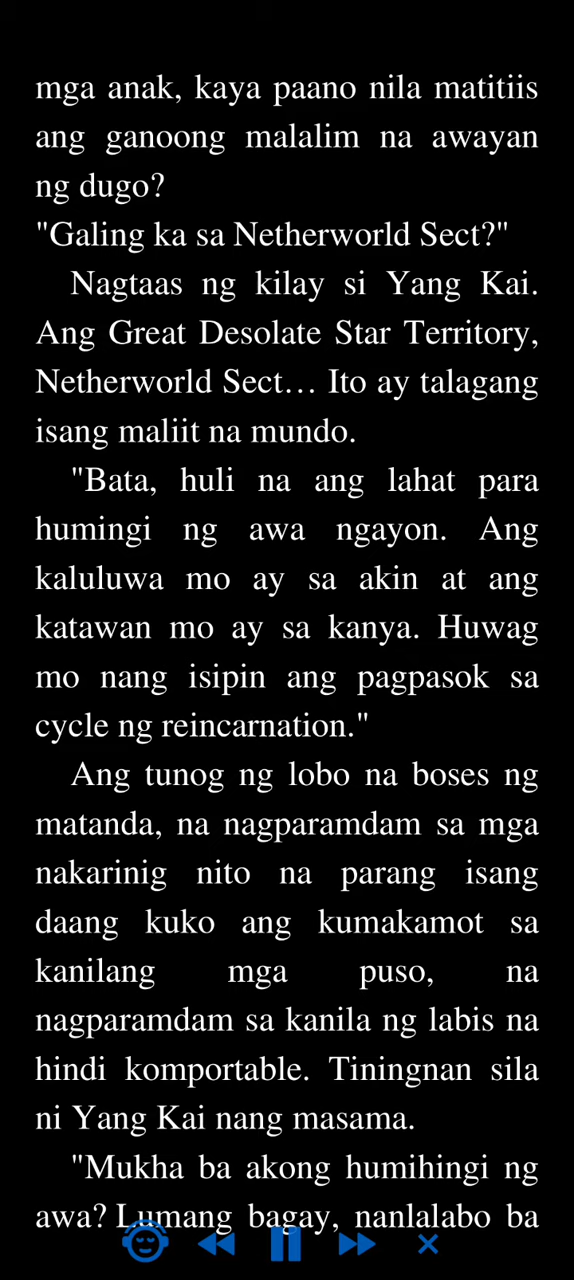 mga anak, kaya paano nila matitiis
ang ganoong malalim na awayan
ng dugo?
"Galing ka sa Netherworld Sect?"
Nagtaas ng kilay si Yang Kai.
Ang Great Desolate Star Territory,
Netherworld Sect… Ito ay talagang
isang maliit na mundo.
"Bata, huli na ang lahat para
humingi ng awa ngayon. Ang
kaluluwa mo ay sa akin at ang
katawan mo ay sa kanya. Huwag
mo nang isipin ang pagpasok sa
cycle ng reincarnation."
Ang tunog ng lobo na boses ng
matanda, na nagparamdam sa mga
nakarinig nito na parang isang
daang kuko ang kumakamot sa
kanilang mga puso, na
nagparamdam sa kanila ng labis na
hindi komportable. Tiningnan sila
ni Yang Kai nang masama.
"Mukha ba akong humihingi ng
awa? Lumang bagay, nanlalabo ba